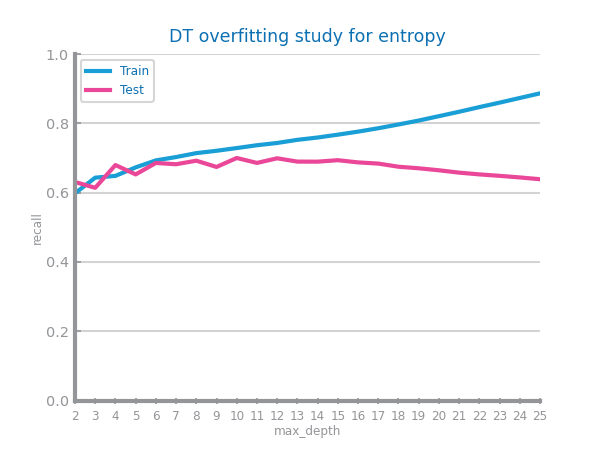 DT overfitting study for entropy
1.0
Train
Test
0.8
0.6
recall
0.4
0.2
0.0
2 3 4 5 6 7 8 9 10 11 12 13 14 15 16 17 18 19 20 21 22 23 24 25
max_depth